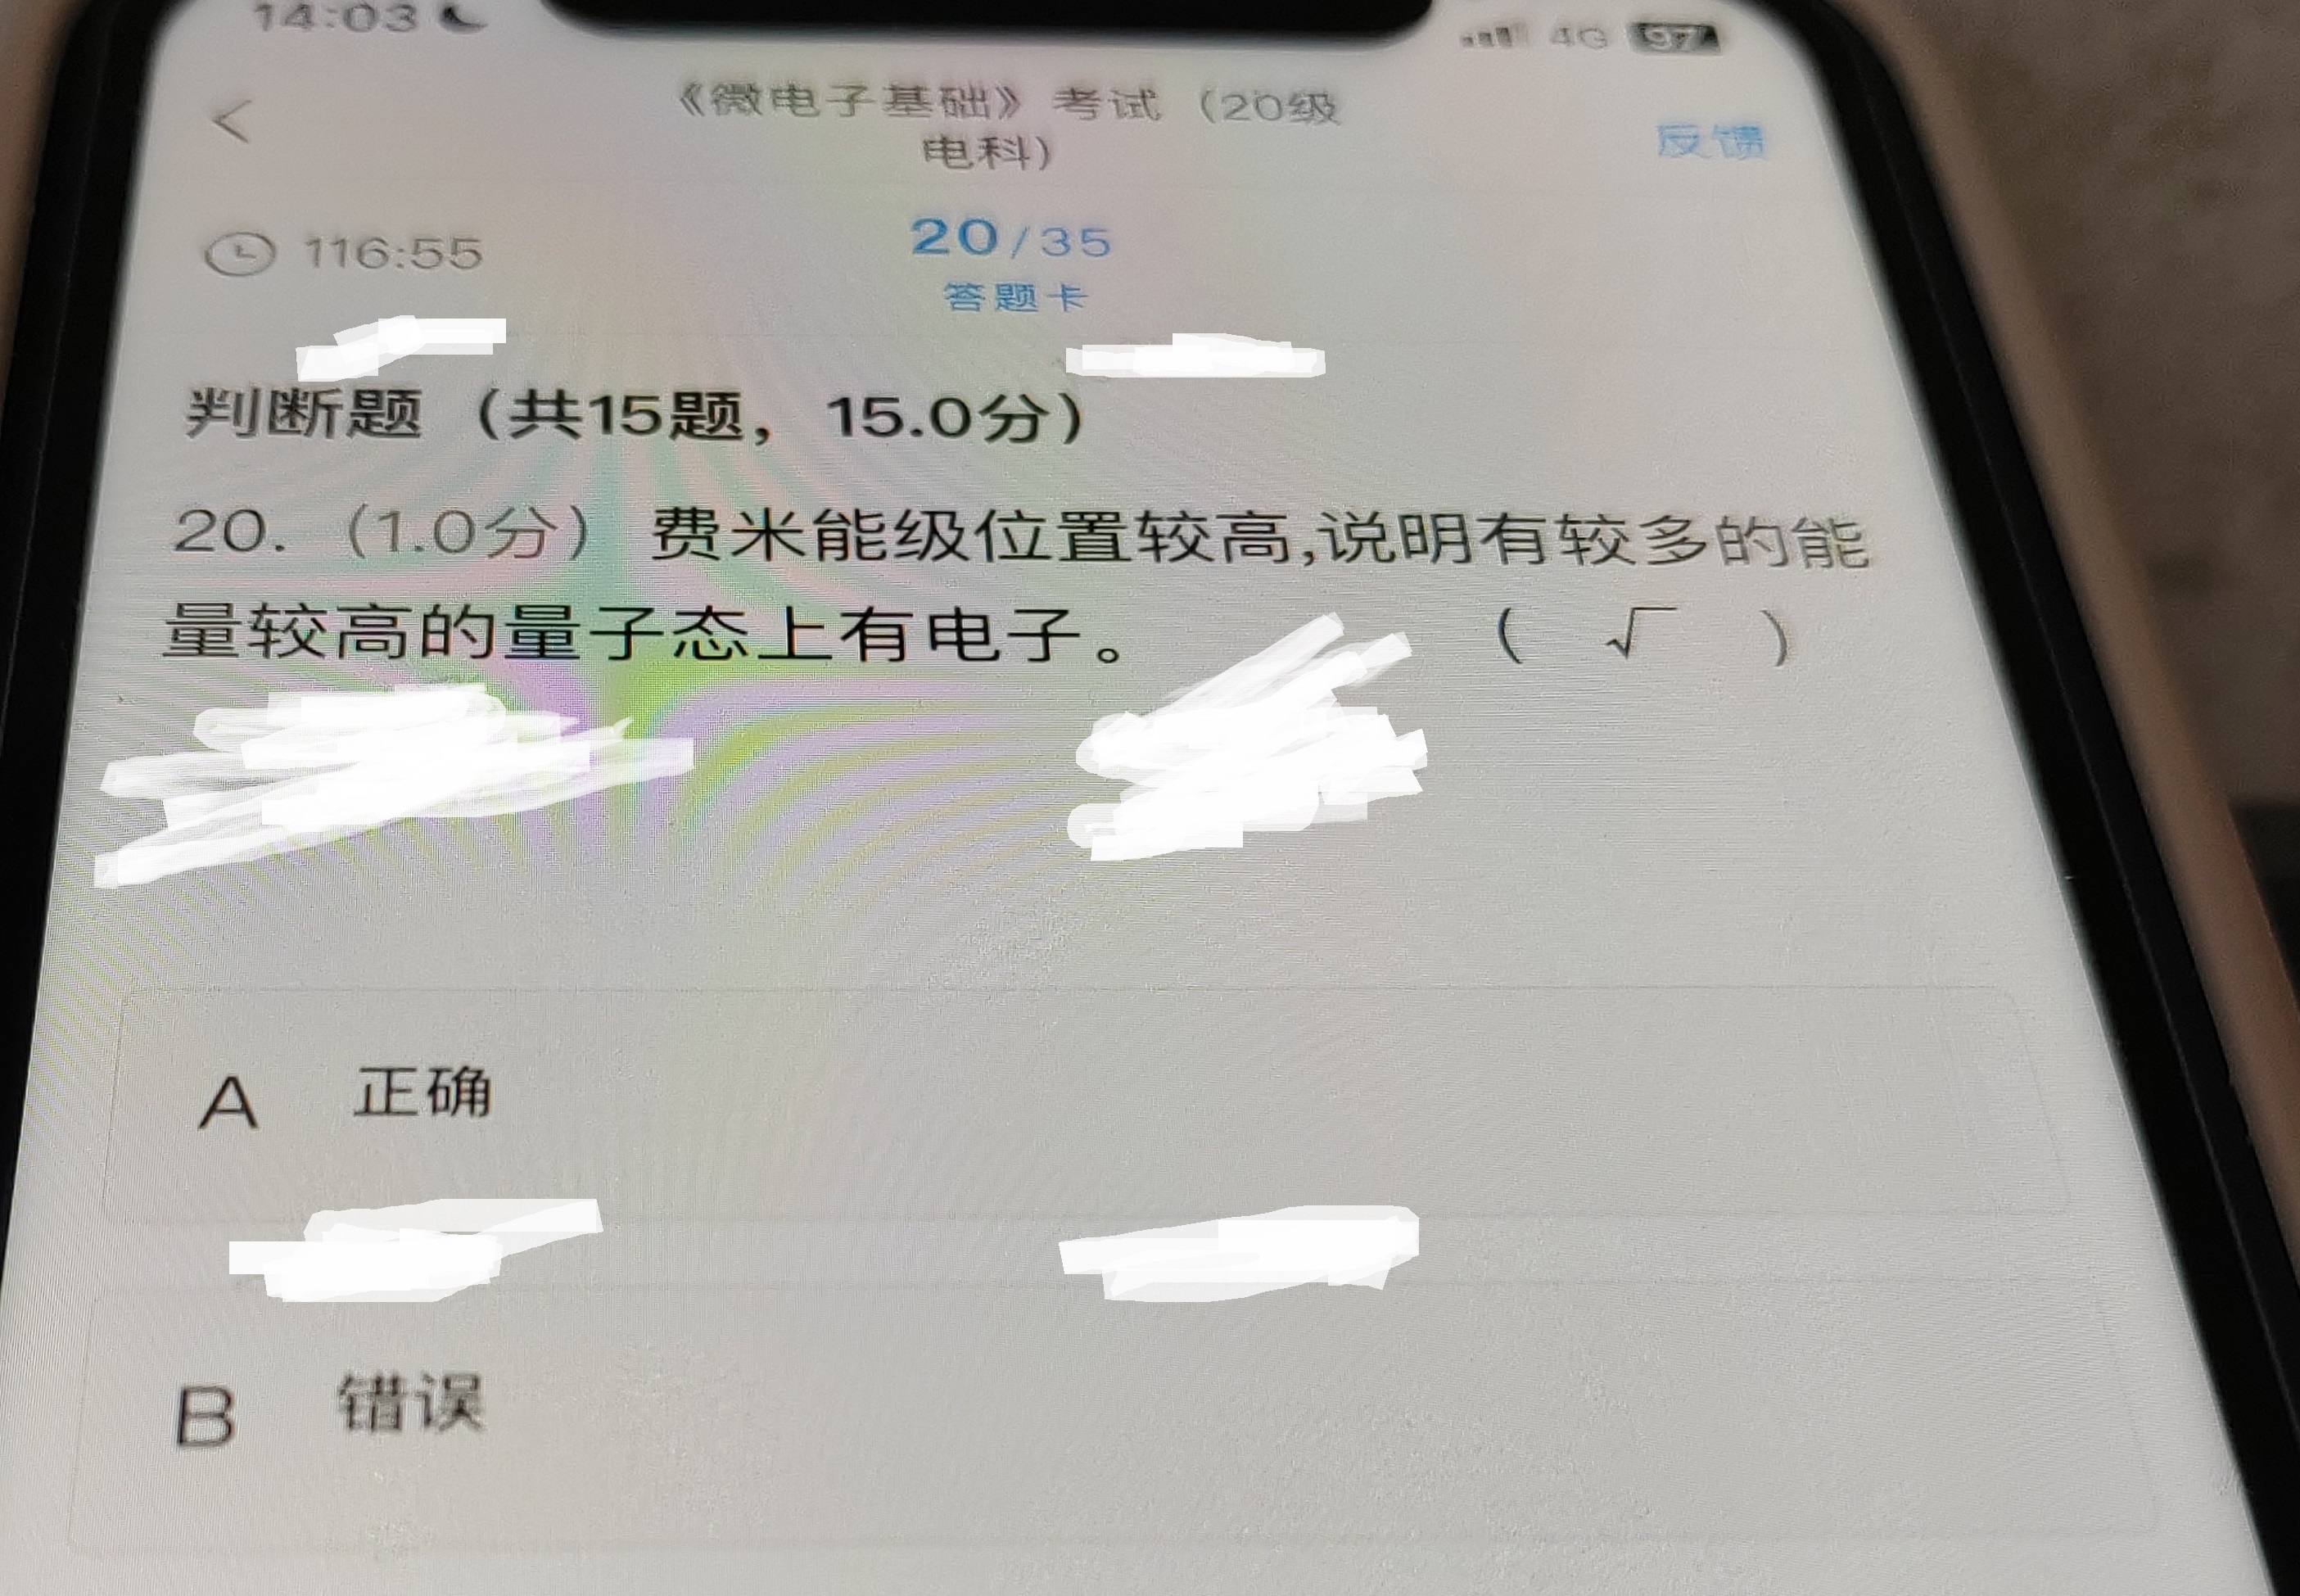 14:03
4G 97
《微电子基础》考试（20级
电科）
反馈
116:55
20/35
答题卡
判断题（共15题，15.0分）
20.（1.0分）费米能级位置较高,说明有较多的能
量较高的量子态上有电子。 （ √ ）
A 正确
B 错误